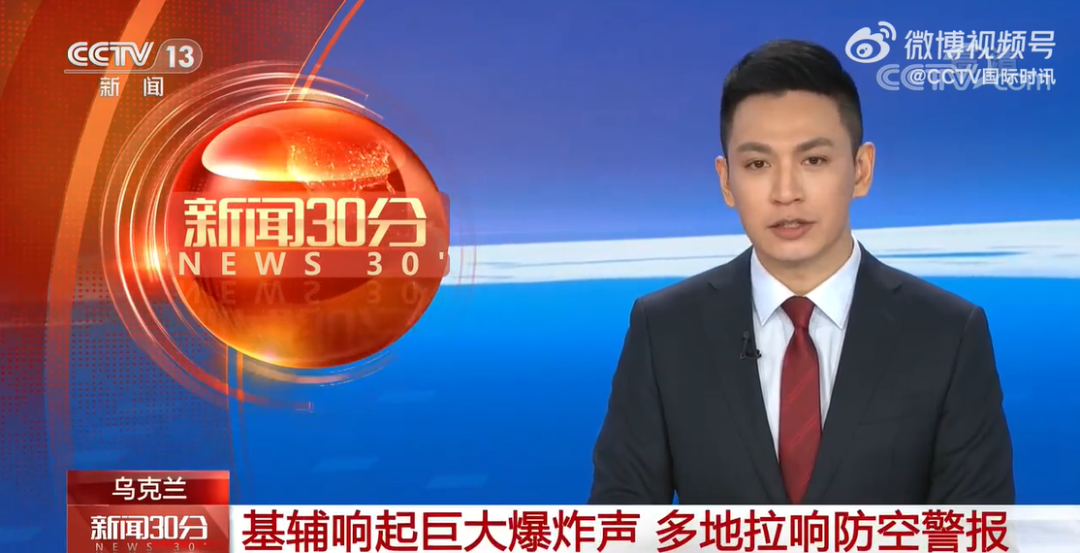 CCTV 13
新闻
微博视频号
@CCTV国际时讯
CCTV.com
新闻30分
NEWS 30'
乌克兰
新闻30分
NEWS 30'
基辅响起巨大爆炸声 多地拉响防空警报